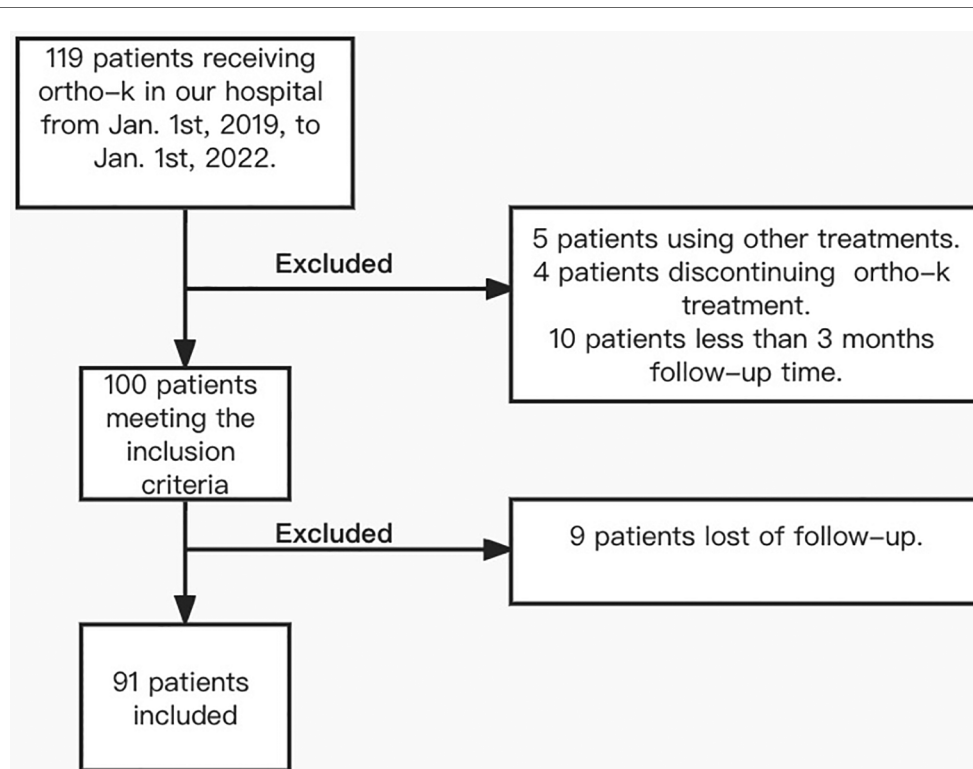 119 patients receiving
ortho–k in our hospital
from Jan. 1st, 2019, to
Jan. 1st, 2022.
Excluded
5 patients using other treatments.
4 patients discontinuing ortho–k
treatment.
10 patients less than 3 months
follow–up time.
100 patients
meeting the
inclusion
criteria
Excluded
9 patients lost of follow–up.
91 patients
included